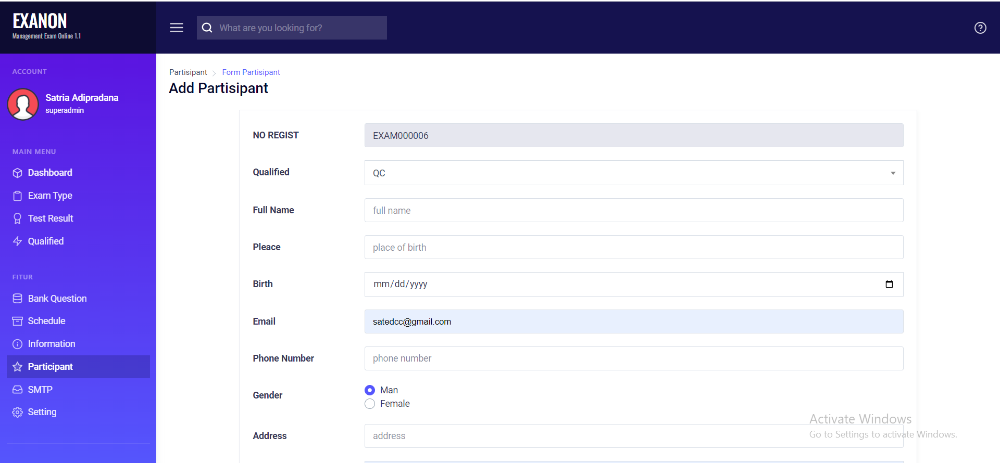 EXANON
Management Exam Online 1.1
What are you looking for?
ACCOUNT
Satria Adipradana
superadmin
MAIN MENU
Dashboard
Exam Type
Test Result
Qualified
FITUR
Bank Question
Schedule
Information
Participant
SMTP
Setting
Partisipant
Form Partisipant
Add Partisipant
NO REGIST
EXAM000006
Qualified
QC
Full Name
full name
Pleace
place of birth
Birth
mm/dd/yyyy
Email
satedcc@gmail.com
Phone Number
phone number
Gender
Man
Female
Address
address
Activate Windows
Go to Settings to activate Windows.